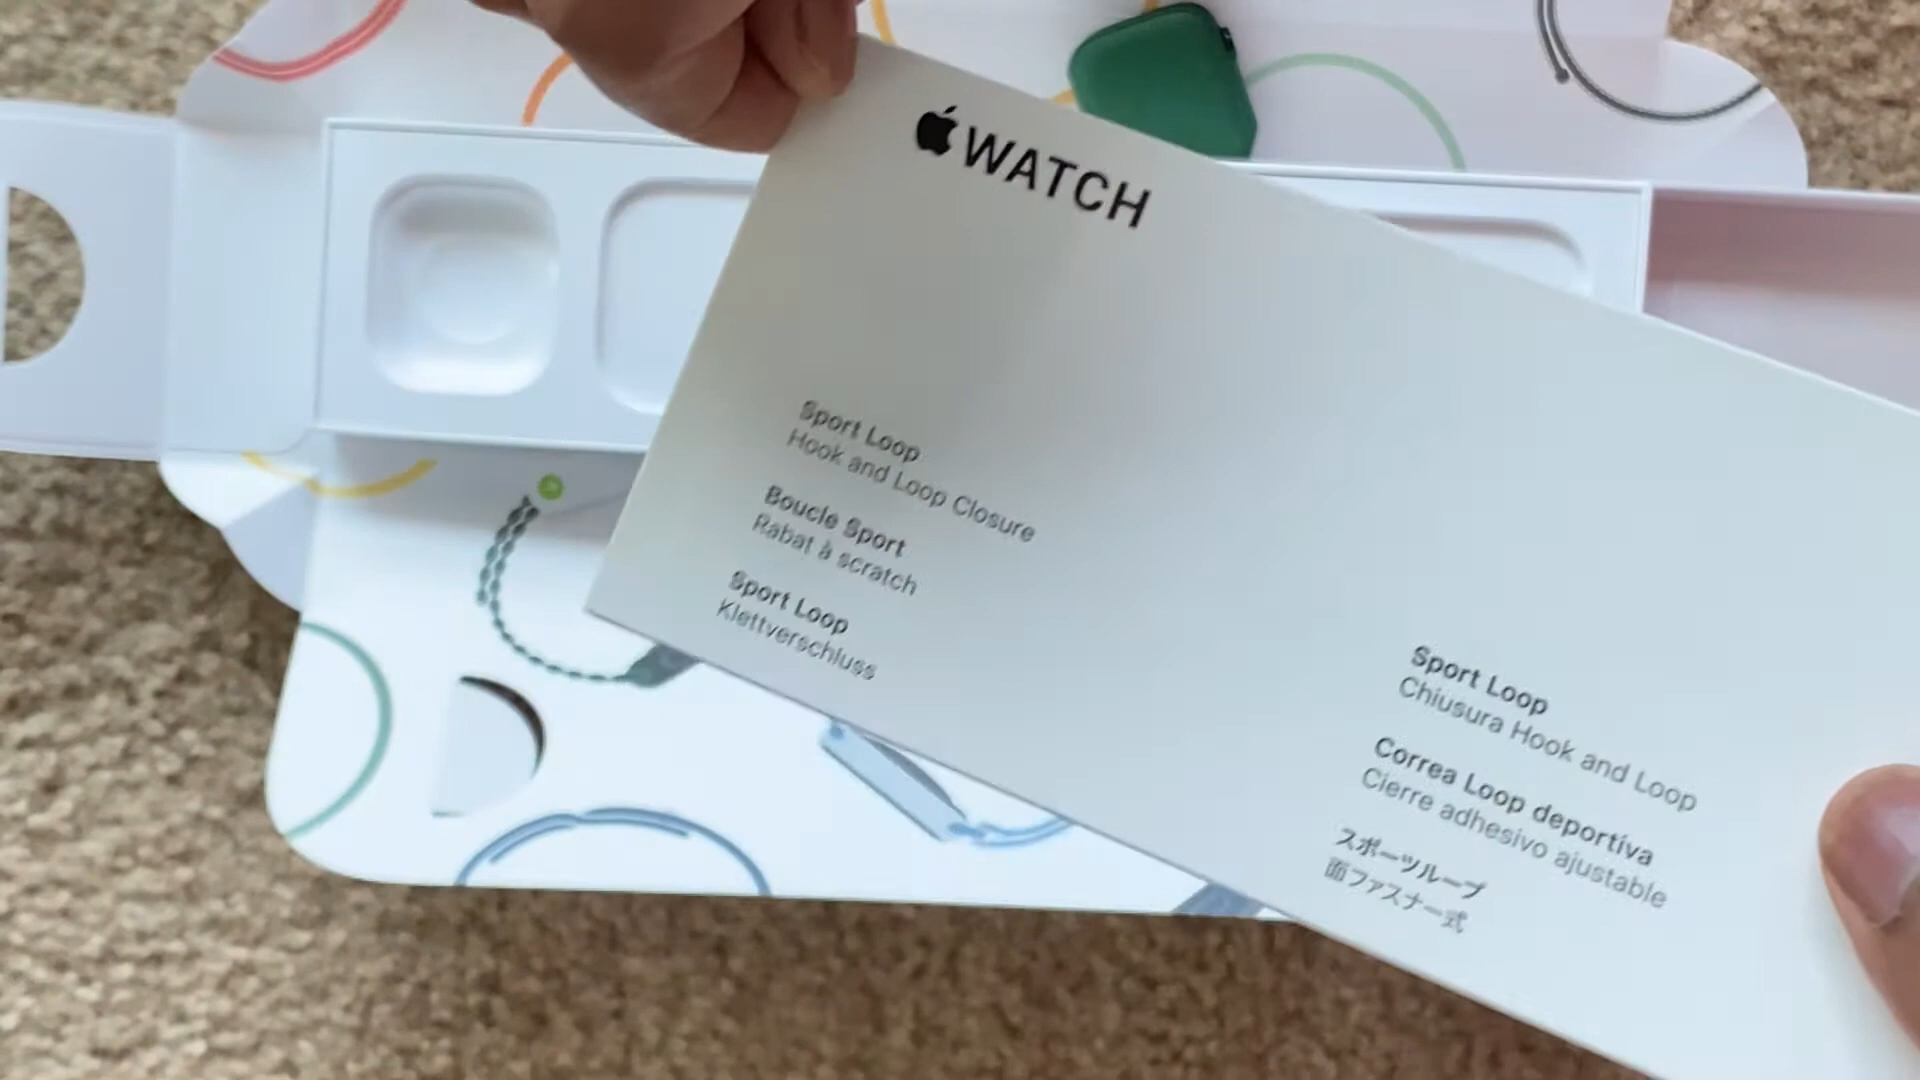 WATCH
Sport Loop
Hook and Loop Closure
Boucle Sport
Rabat à scratch
Sport Loop
Klettverschluss
Sport Loop
Chiusura Hook and Loop
Correa Loop deportiva
Cierre adhesivo ajustable
スポーツループ
面ファスナー式